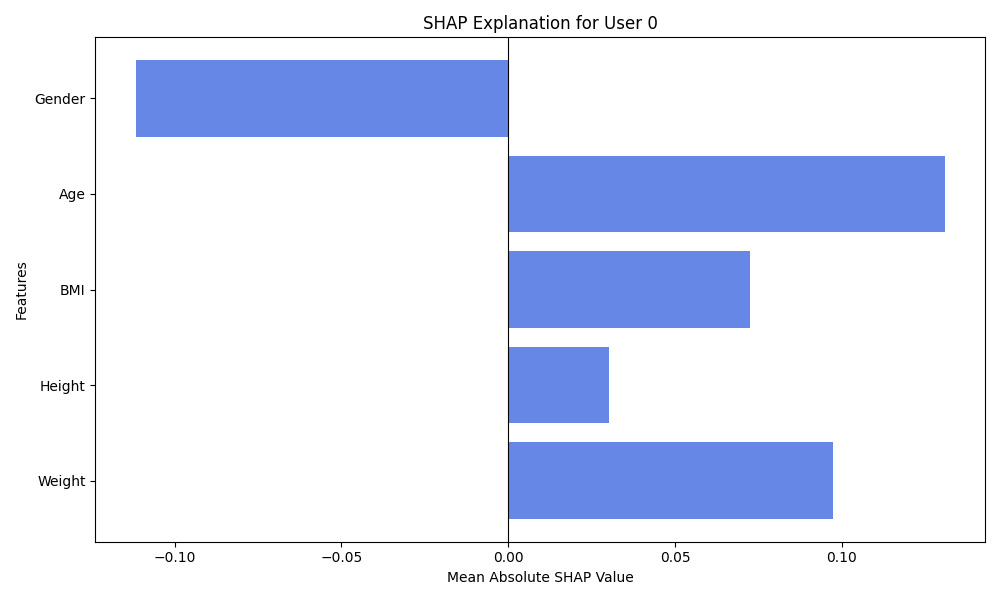 SHAP Explanation for User 0
Gender
Age
BMI
Height
Weight
Features
−0.10
−0.05
0.00
0.05
0.10
Mean Absolute SHAP Value